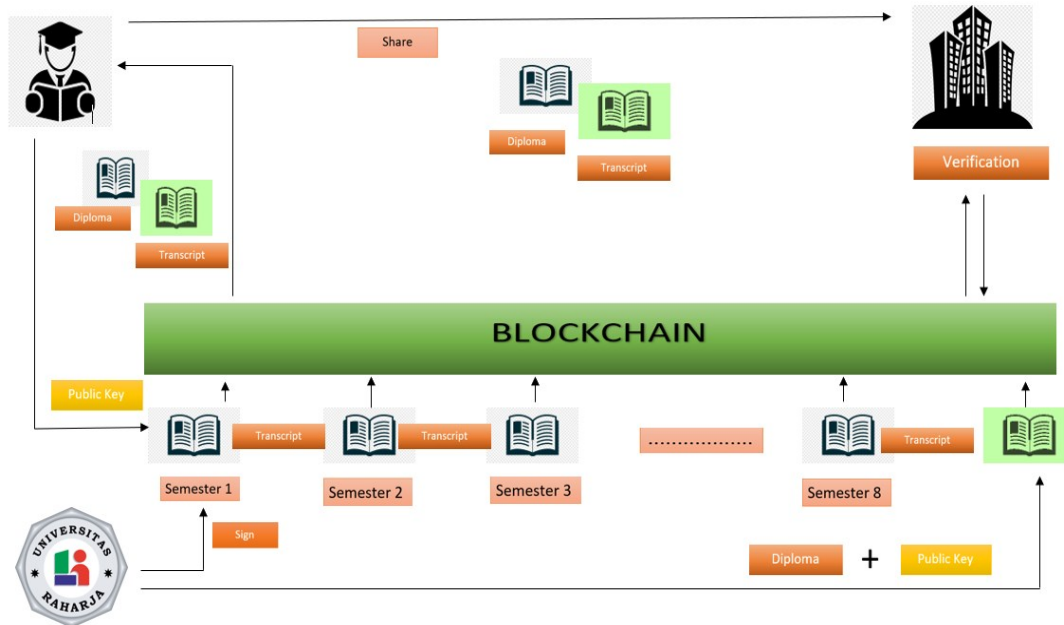 Share
Diploma
Transcript
Verification
Diploma
Transcript
BLOCKCHAIN
Public Key
Transcript
Transcript
..................
Transcript
Semester 1
Semester 2
Semester 3
Semester 8
Sign
UNIVERSITAS
RAHARJA
Diploma
+
Public Key